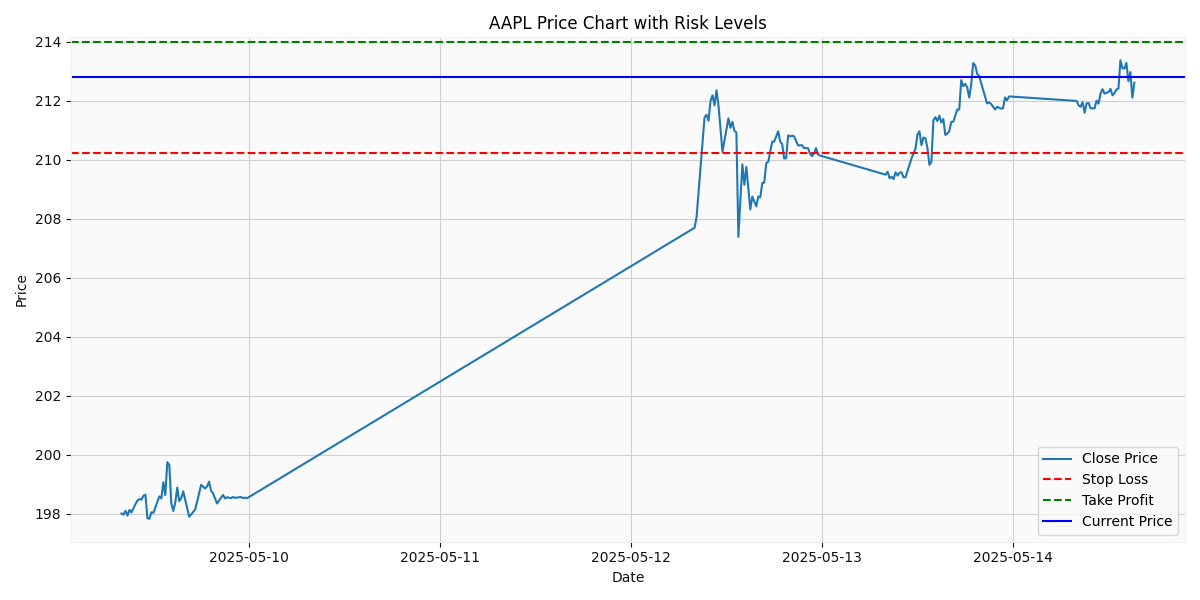 AAPL Price Chart with Risk Levels
214
212
210
208
206
204
202
200
198
Price
2025-05-10
2025-05-11
2025-05-12
2025-05-13
2025-05-14
Date
Close Price
Stop Loss
Take Profit
Current Price